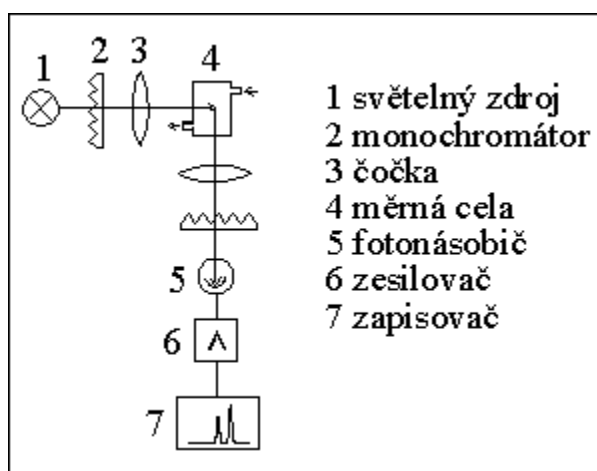 1
2
3
4
5
6
7
1 světelný zdroj
2 monochromátor
3 čočka
4 měrná cela
5 fotonásobič
6 zesilovač
7 zapisovač